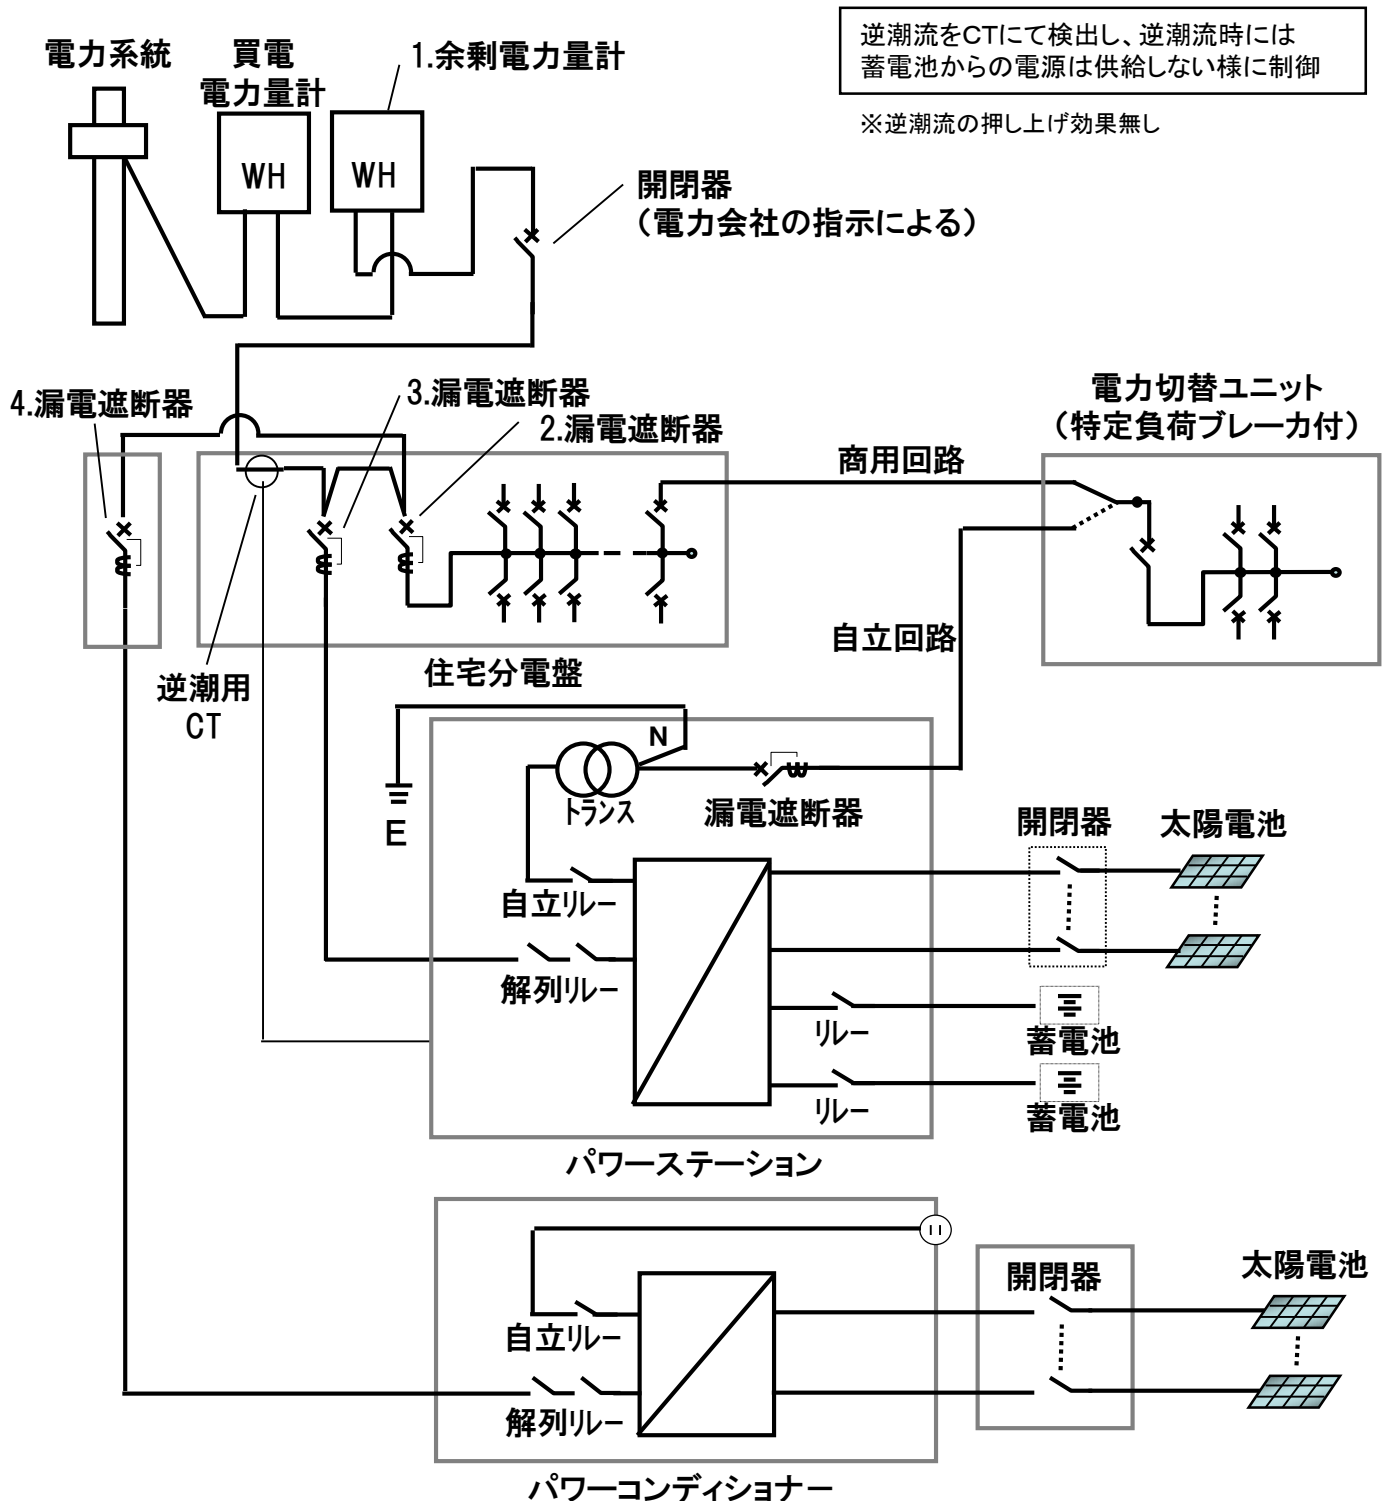 逆潮流をCTにて検出し、逆潮流時には
蓄電池からの電源は供給しない様に制御
※逆潮流の押し上げ効果無し
電力系統
買電
電力量計
1.余剰電力量計
WH
WH
開閉器
（電力会社の指示による）
4.漏電遮断器
3.漏電遮断器
2.漏電遮断器
電力切替ユニット
（特定負荷ブレーカ付）
商用回路
自立回路
逆潮用
CT
住宅分電盤
N
E
トランス
漏電遮断器
開閉器
太陽電池
自立リレー
解列リレー
リレー
蓄電池
リレー
蓄電池
パワーステーション
開閉器
太陽電池
自立リレー
解列リレー
パワーコンディショナー